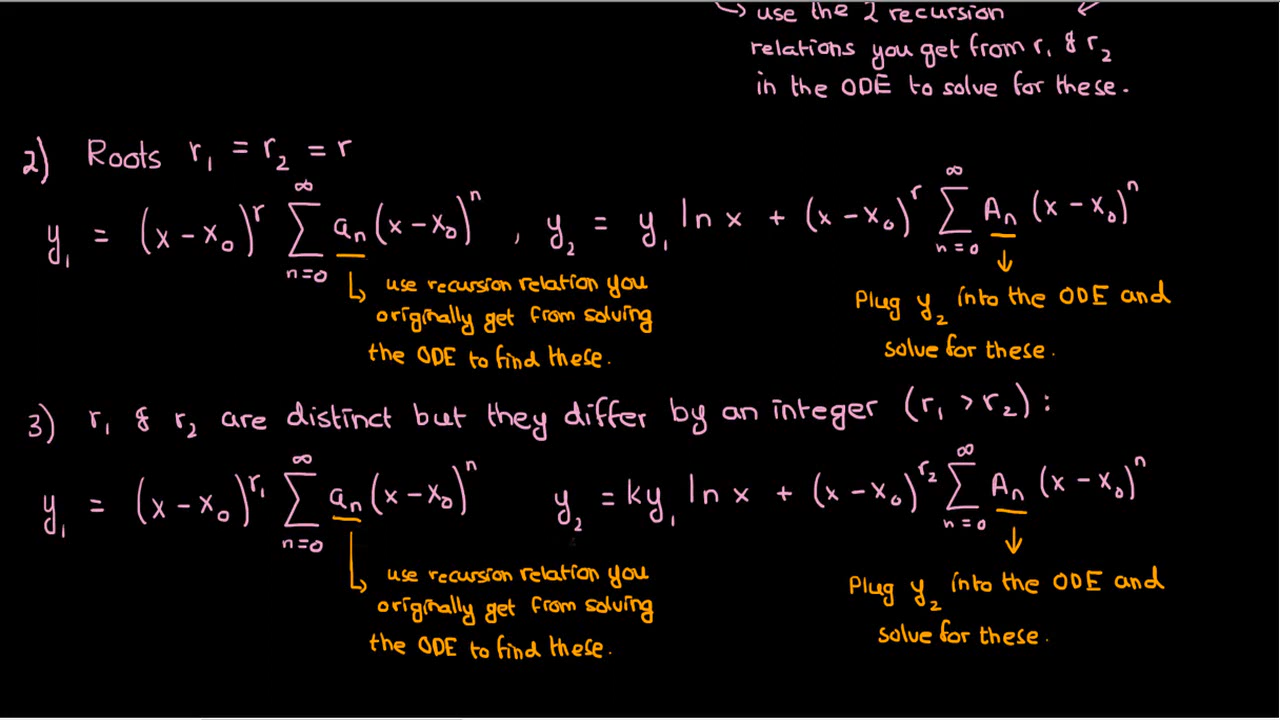 ↳ use the 2 recursion ↙
relations you get from r₁ & r₂
in the ODE to solve for these.
2) Roots r₁ = r₂ = r
y₁ = (x - x₀)^r ∑_{n=0}^{∞} aₙ (x - x₀)^n , y₂ = y₁ ln x + (x - x₀)^r ∑_{n=0}^{∞} Aₙ (x - x₀)^n
↳ use recursion relation you
originally get from solving
the ODE to find these.
↓
Plug y₂ into the ODE and
solve for these.
3) r₁ & r₂ are distinct but they differ by an integer (r₁ > r₂) :
y₁ = (x - x₀)^{r₁} ∑_{n=0}^{∞} aₙ (x - x₀)^n y₂ = ky₁ ln x + (x - x₀)^{r₂} ∑_{n=0}^{∞} Aₙ (x - x₀)^n
↳ use recursion relation you
originally get from solving
the ODE to find these.
↓
Plug y₂ into the ODE and
solve for these.